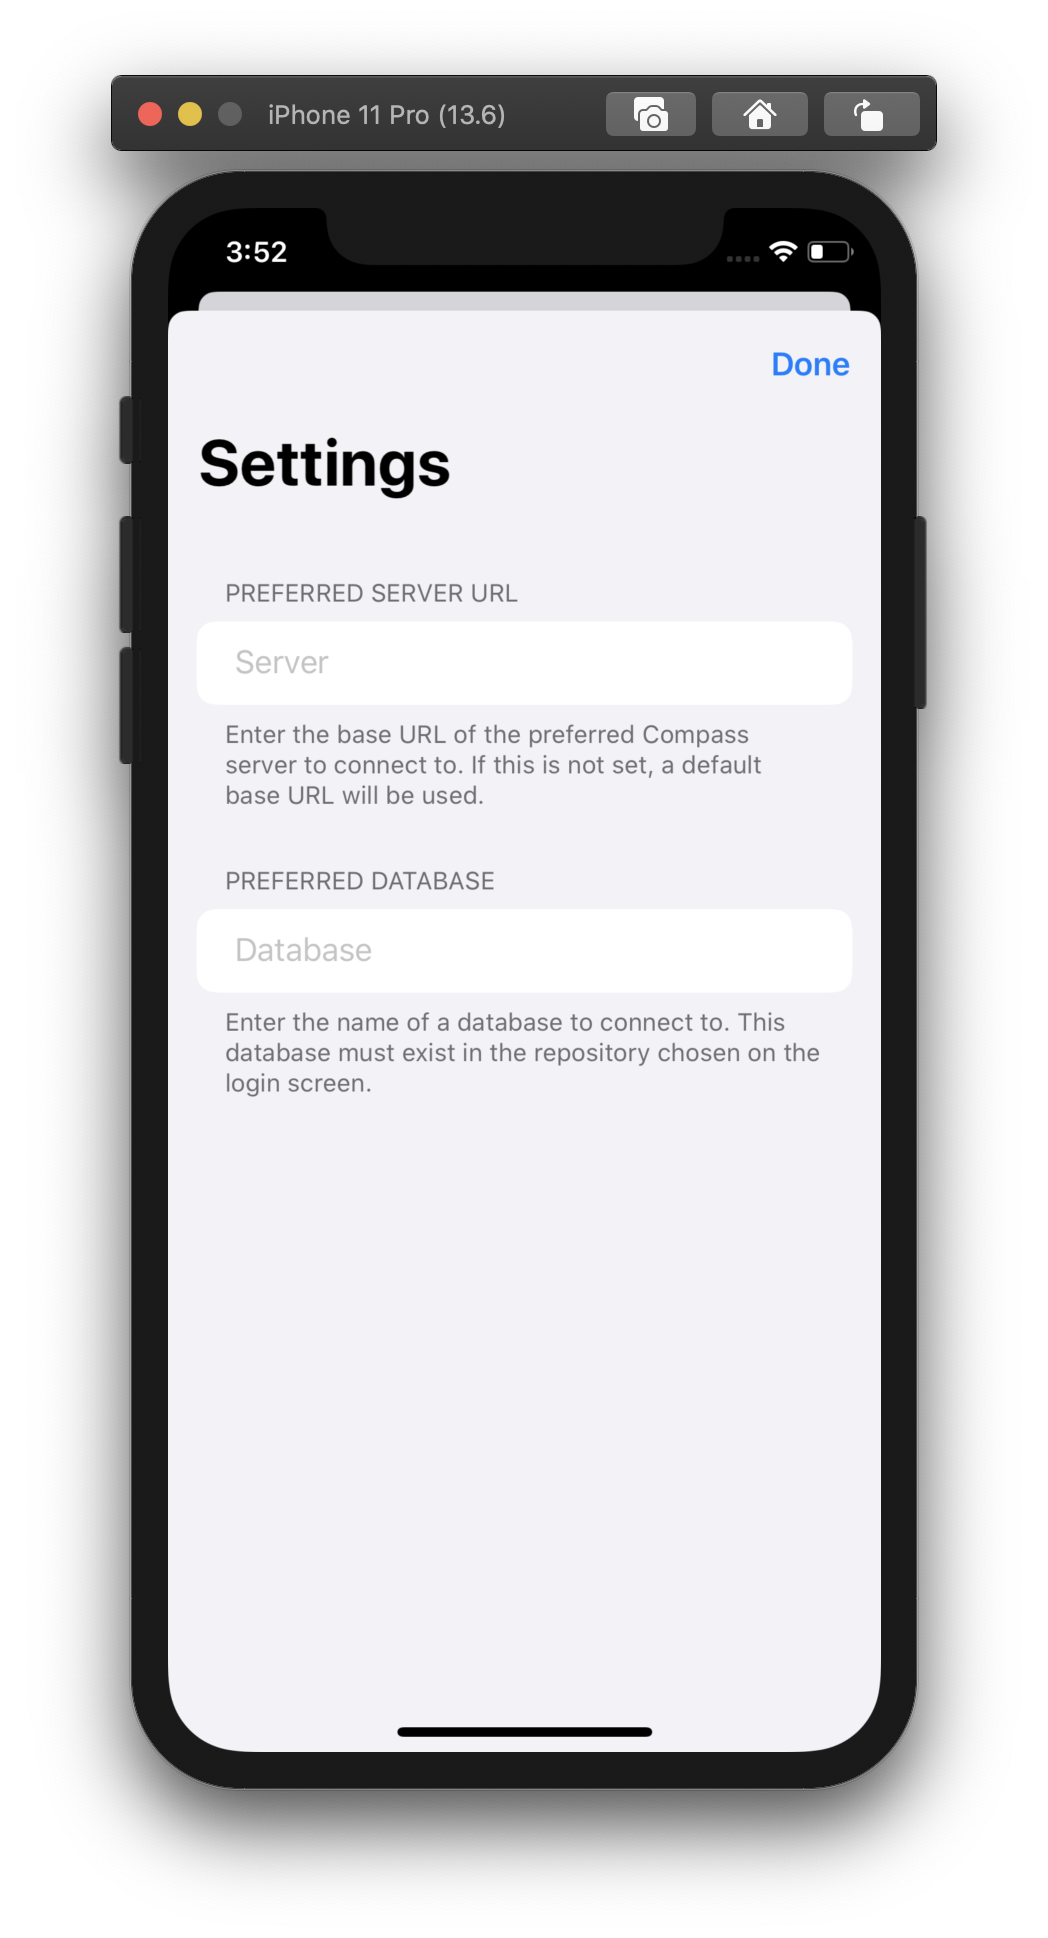 iPhone 11 Pro (13.6)
3:52
Done
Settings
PREFERRED SERVER URL
Server
Enter the base URL of the preferred Compass
server to connect to. If this is not set, a default
base URL will be used.
PREFERRED DATABASE
Database
Enter the name of a database to connect to. This
database must exist in the repository chosen on the
login screen.